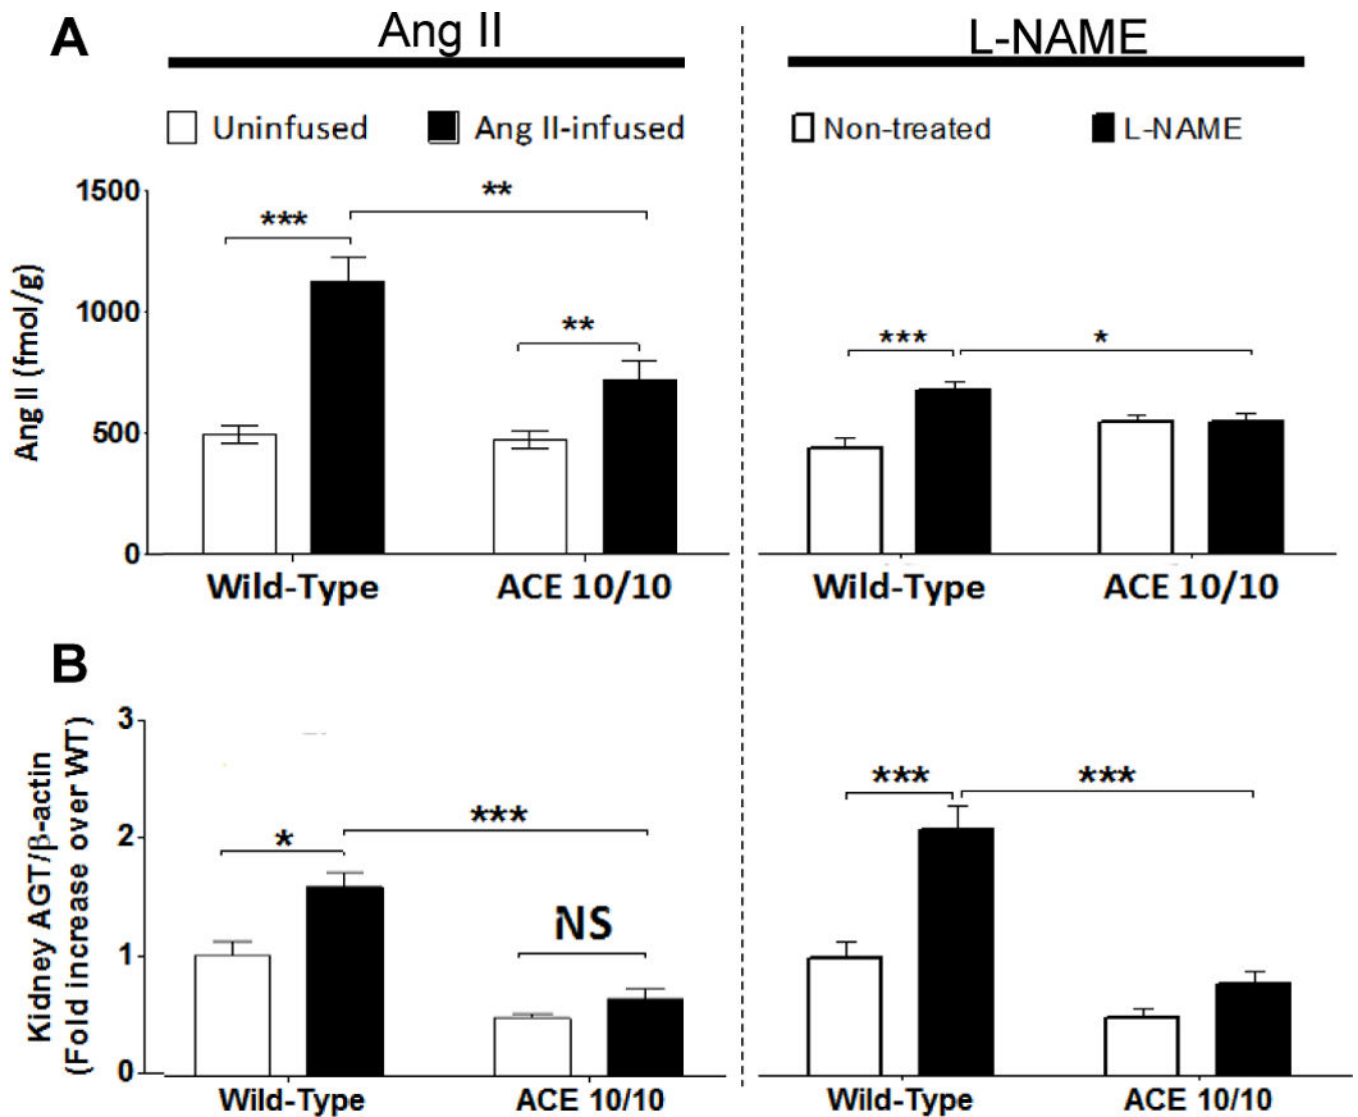 A
Ang II
L-NAME
Uninfused
Ang II-infused
Non-treated
L-NAME
Ang II (fmol/g)
1500
1000
500
0
***
**
**
***
*
Wild-Type
ACE 10/10
Wild-Type
ACE 10/10
B
Kidney AGT/β-actin
(Fold increase over WT)
3
2
1
0
*
***
NS
***
***
Wild-Type
ACE 10/10
Wild-Type
ACE 10/10